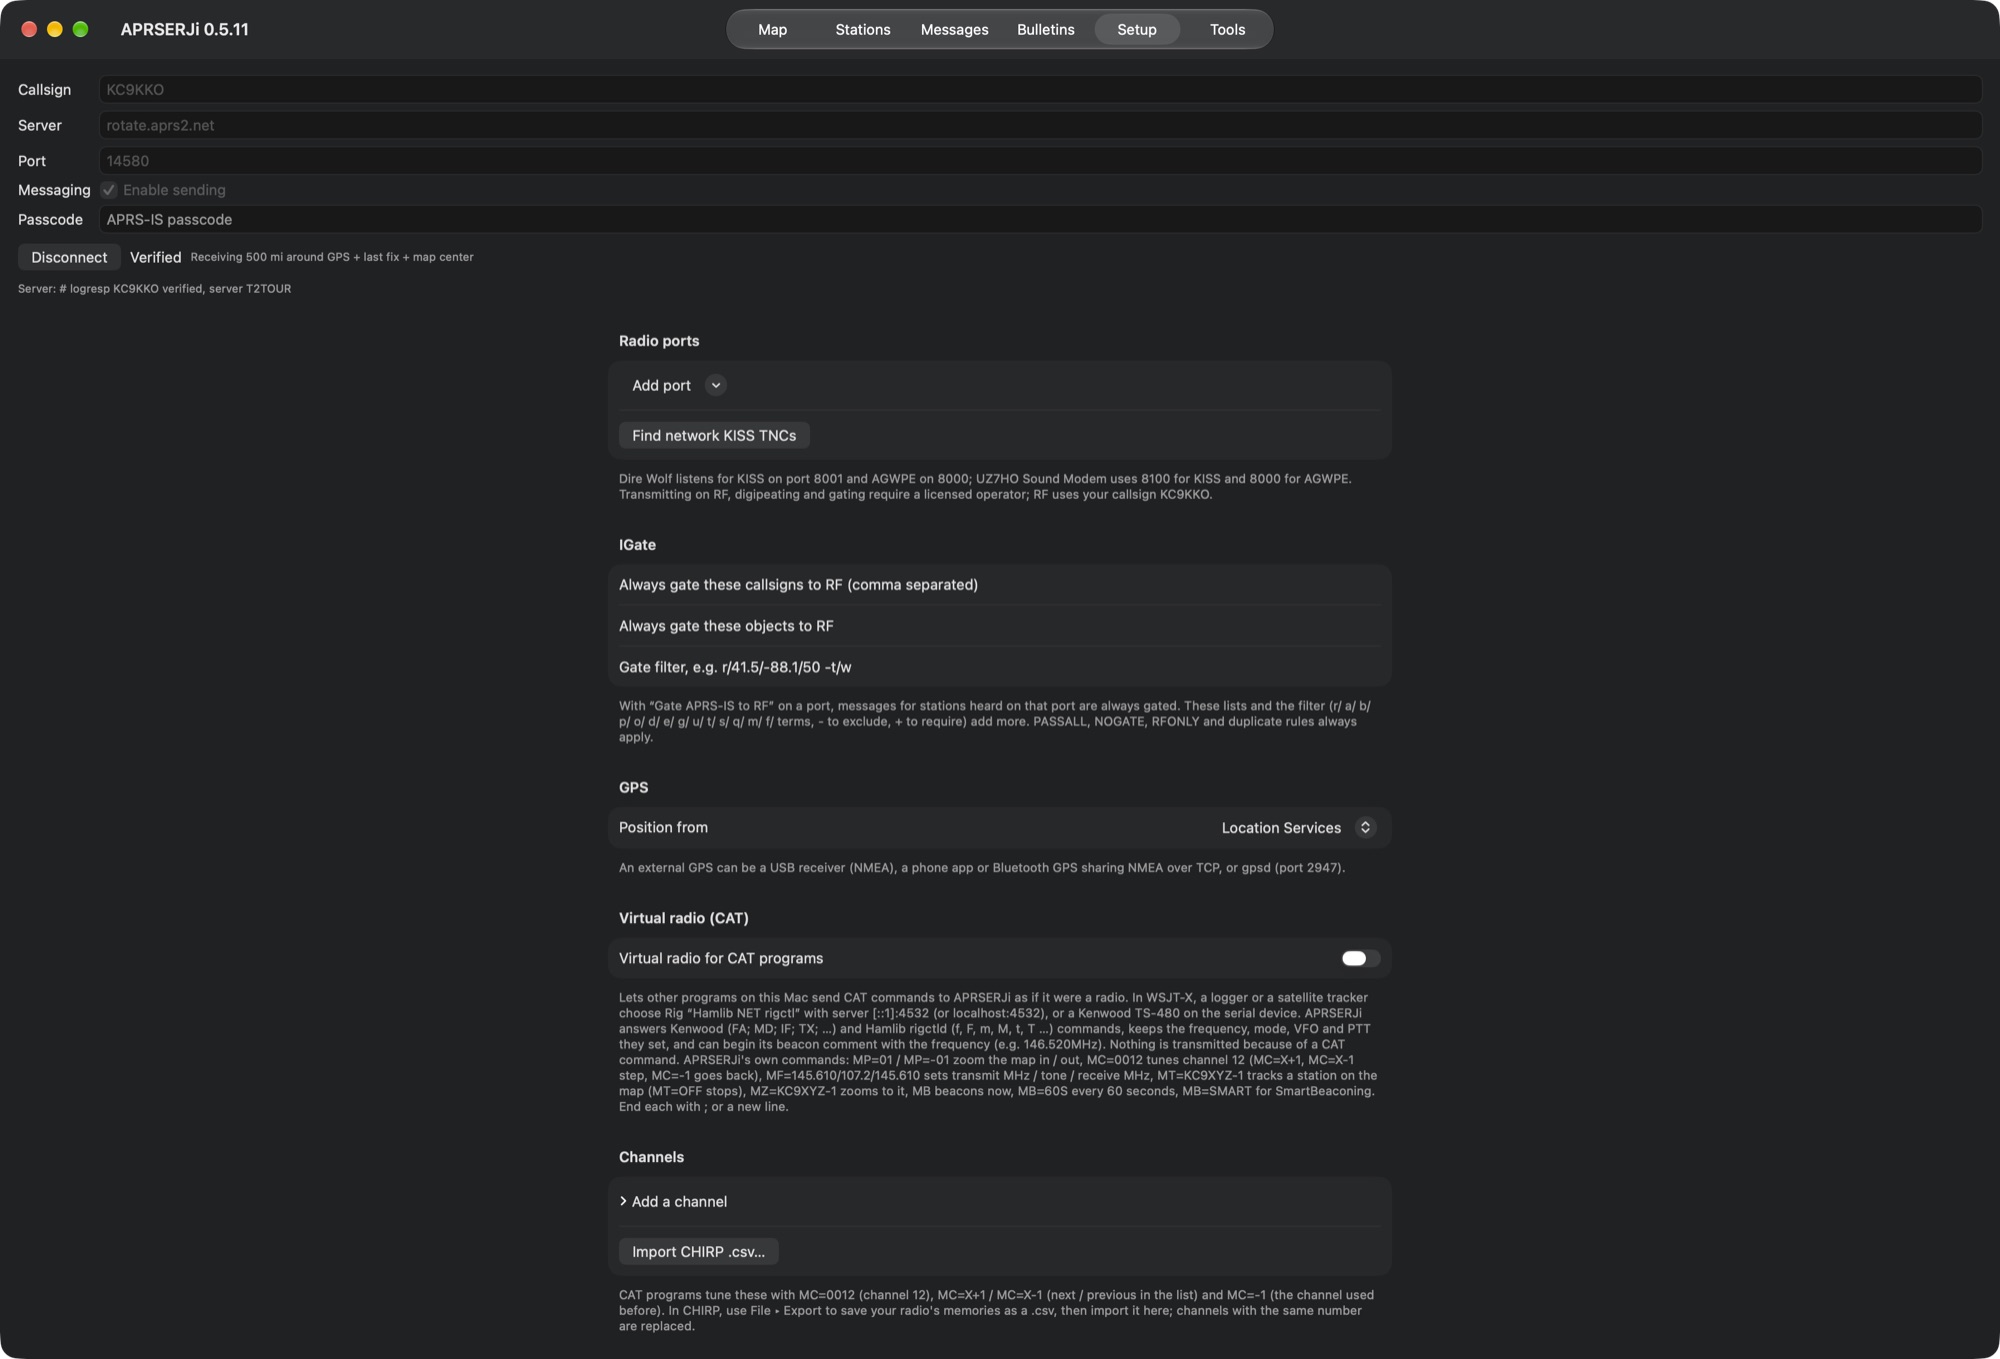 APRSERJi 0.5.11
Map
Stations
Messages
Bulletins
Setup
Tools
Callsign
KC9KKO
Server
rotate.aprs2.net
Port
14580
Messaging
Enable sending
Passcode
APRS-IS passcode
Disconnect
Verified
Receiving 500 mi around GPS + last fix + map center
Server: # logresp KC9KKO verified, server T2TOUR
Radio ports
Add port
Find network KISS TNCs
Dire Wolf listens for KISS on port 8001 and AGWPE on 8000; UZ7HO Sound Modem uses 8100 for KISS and 8000 for AGWPE.
Transmitting on RF, digipeating and gating require a licensed operator; RF uses your callsign KC9KKO.
IGate
Always gate these callsigns to RF (comma separated)
Always gate these objects to RF
Gate filter, e.g. r/41.5/-88.1/50 -t/w
With “Gate APRS-IS to RF” on a port, messages for stations heard on that port are always gated. These lists and the filter (r/ a/ b/
p/ o/ d/ e/ g/ u/ t/ s/ q/ m/ f/ terms, - to exclude, + to require) add more. PASSALL, NOGATE, RFONLY and duplicate rules always
apply.
GPS
Position from
Location Services
An external GPS can be a USB receiver (NMEA), a phone app or Bluetooth GPS sharing NMEA over TCP, or gpsd (port 2947).
Virtual radio (CAT)
Virtual radio for CAT programs
Lets other programs on this Mac send CAT commands to APRSERJi as if it were a radio. In WSJT-X, a logger or a satellite tracker
choose Rig “Hamlib NET rigctl” with server [::1]:4532 (or localhost:4532), or a Kenwood TS-480 on the serial device. APRSERJi
answers Kenwood (FA; MD; IF; TX; ...) and Hamlib rigctld (f, F, m, M, t, T ...) commands, keeps the frequency, mode, VFO and PTT
they set, and can begin its beacon comment with the frequency (e.g. 146.520MHz). Nothing is transmitted because of a CAT
command. APRSERJi's own commands: MP=01 / MP=-01 zoom the map in / out, MC=0012 tunes channel 12 (MC=X+1, MC=X-1
step, MC=-1 goes back), MF=145.610/107.2/145.610 sets transmit MHz / tone / receive MHz, MT=KC9XYZ-1 tracks a station on the
map (MT=OFF stops), MZ=KC9XYZ-1 zooms to it, MB beacons now, MB=60S every 60 seconds, MB=SMART for SmartBeaconing.
End each with ; or a new line.
Channels
Add a channel
Import CHIRP .csv...
CAT programs tune these with MC=0012 (channel 12), MC=X+1 / MC=X-1 (next / previous in the list) and MC=-1 (the channel used
before). In CHIRP, use File ‣ Export to save your radio's memories as a .csv, then import it here; channels with the same number
are replaced.